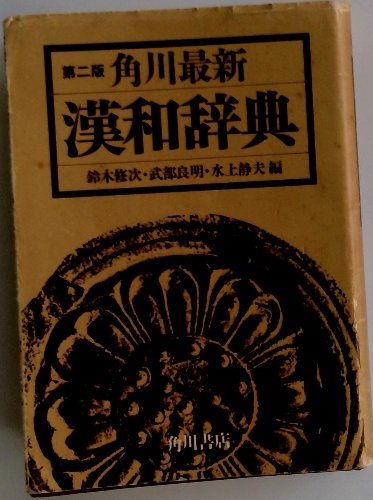 第二版 角川最新
漢和辞典
鈴木修次・武部良明・水上静夫 編
角川書店